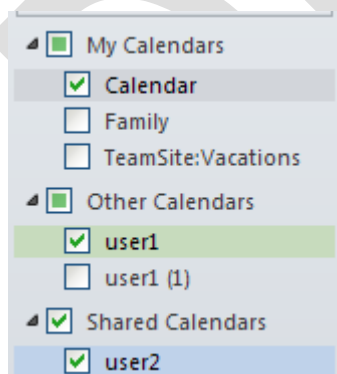 My Calendars
Calendar
Family
TeamSite:Vacations
Other Calendars
user1
user1 (1)
Shared Calendars
user2